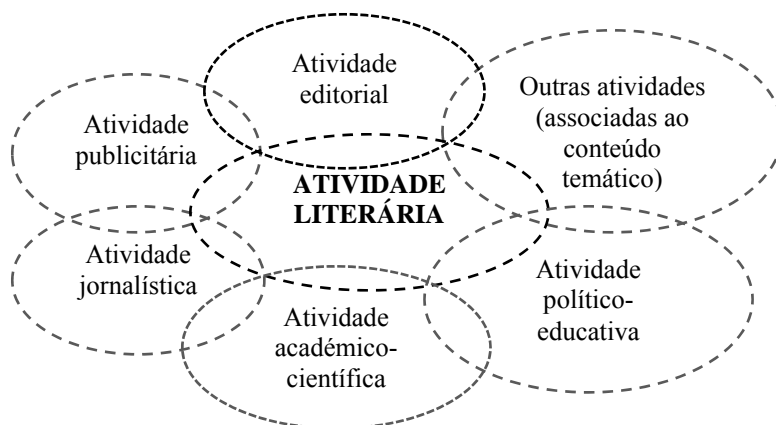 Atividade
editorial
Outras atividades
(associadas ao
conteúdo
temático)
Atividade
publicitária
ATIVIDADE
LITERÁRIA
Atividade
jornalística
Atividade
político-
educativa
Atividade
académico-
científica